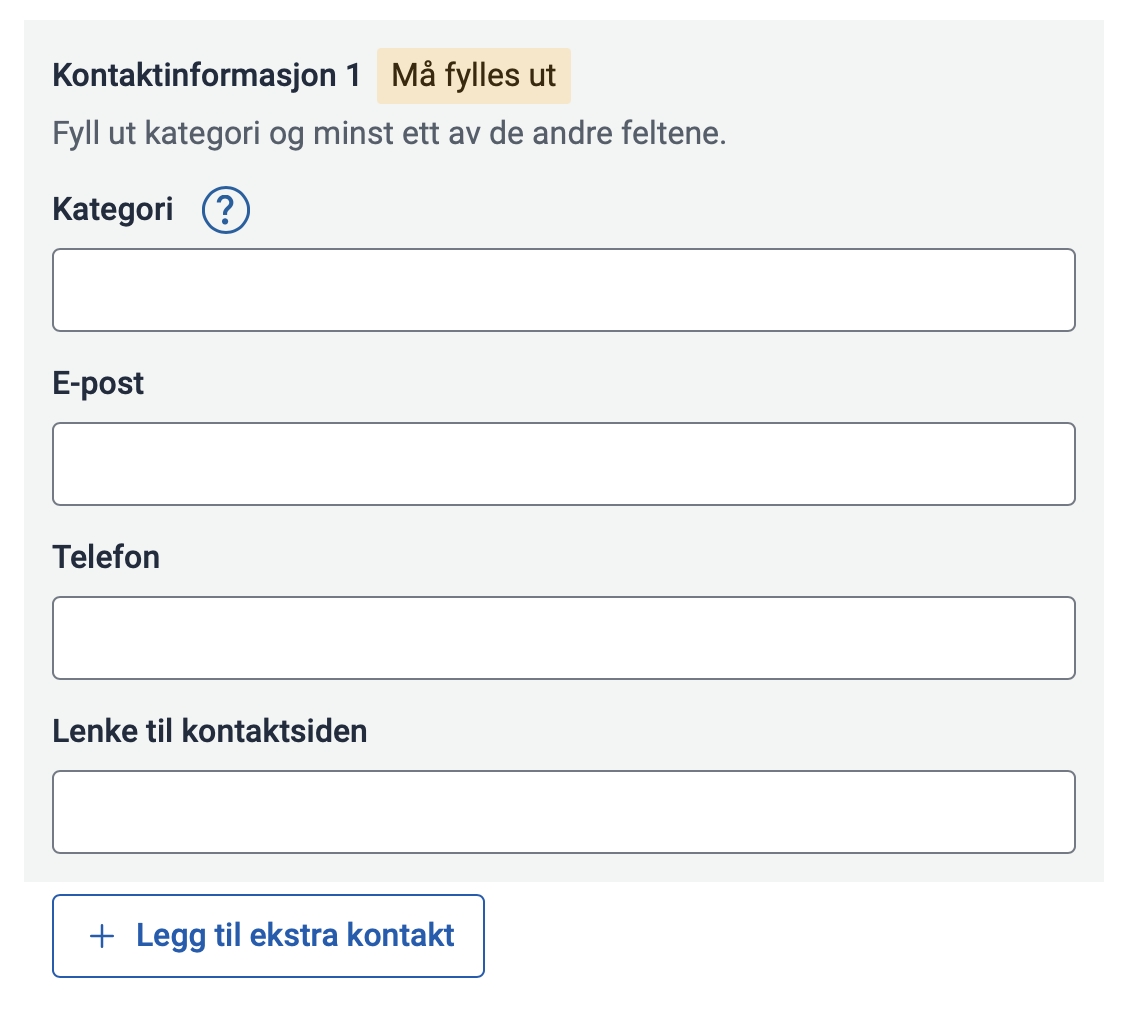 Kontaktinformasjon 1 Må fylles ut
Fyll ut kategori og minst ett av de andre feltene.
Kategori ?
E-post
Telefon
Lenke til kontaktsiden
+ Legg til ekstra kontakt